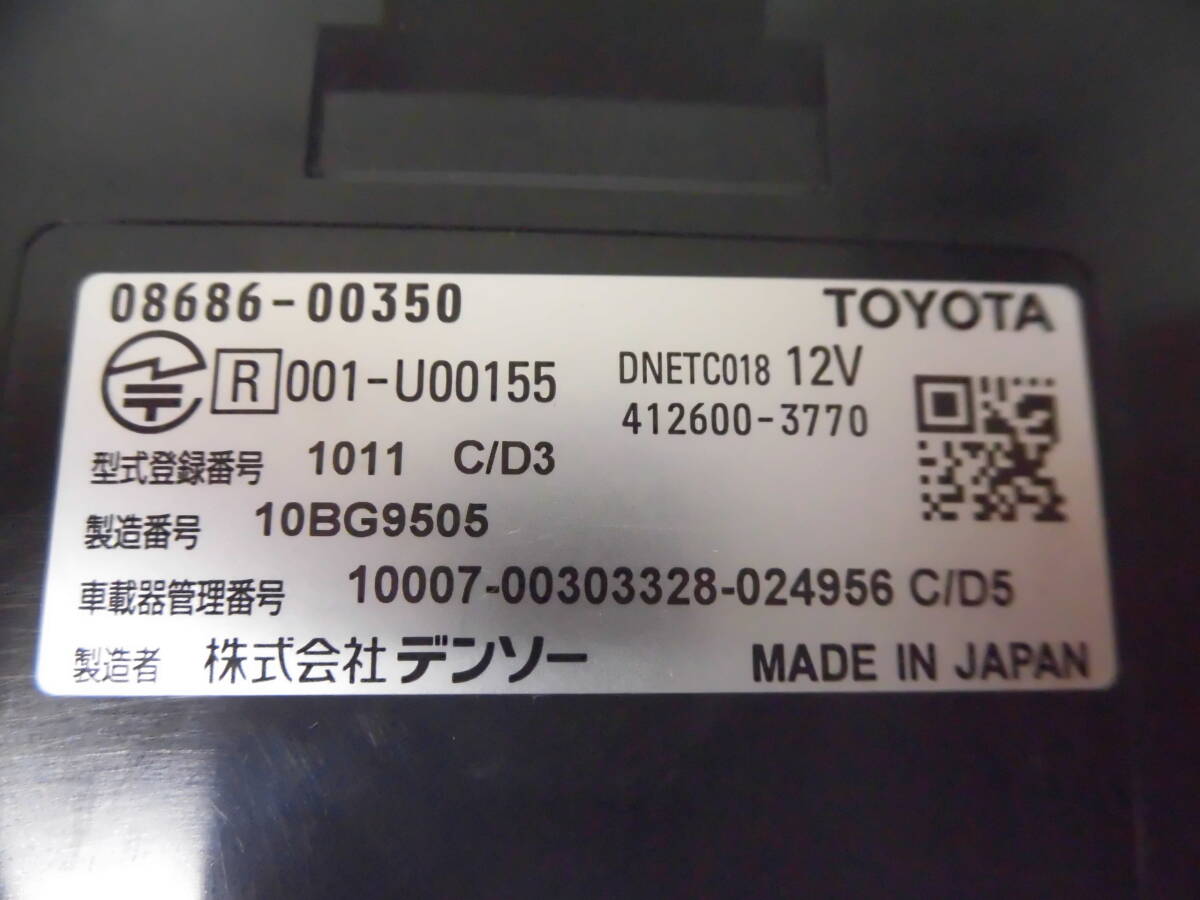 08686-00350 TOYOTA
R 001-U00155 DNETC018 12V
412600-3770
型式登録番号 1011 C/D3
製造番号 10BG9505
車載器管理番号 10007-00303328-024956 C/D5
製造者 株式会社デンソー MADE IN JAPAN